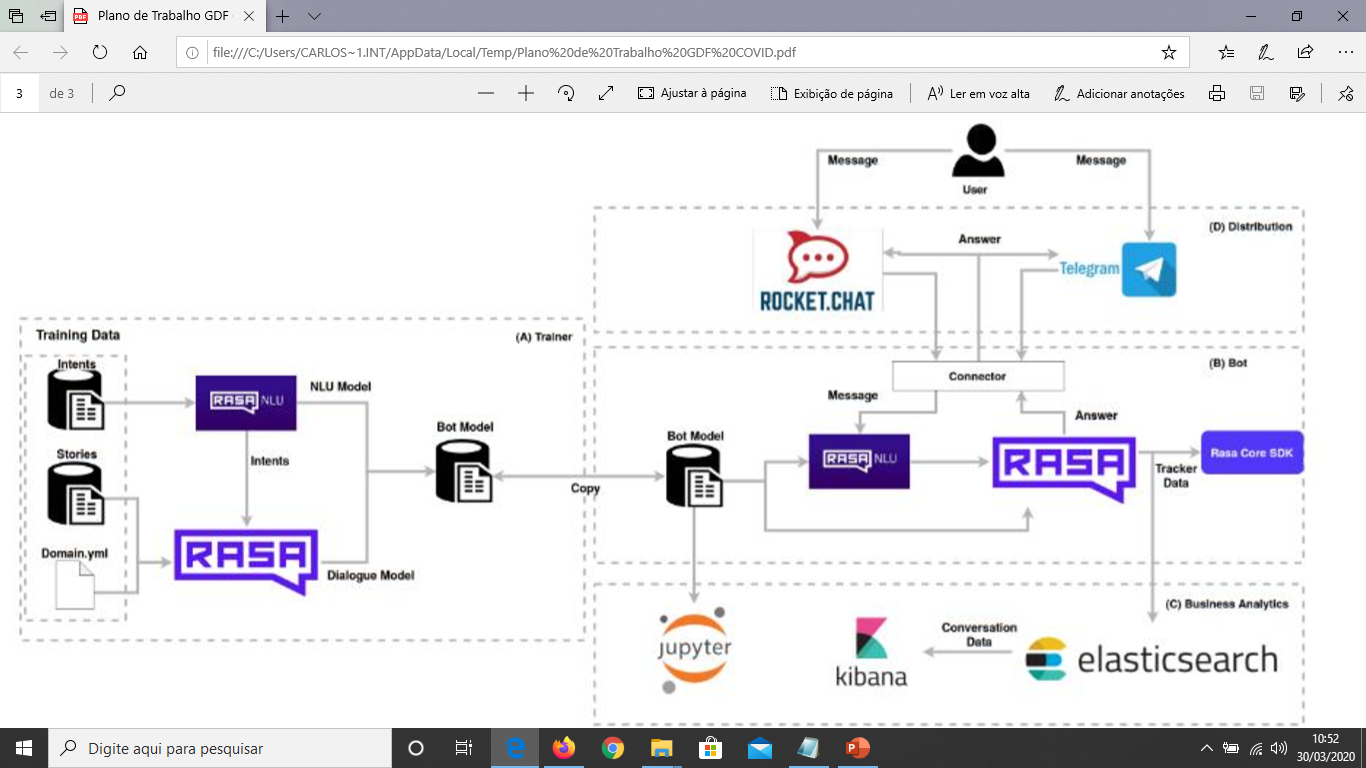 Plano de Trabalho GDF
file:///C:/Users/CARLOS~1.INT/AppData/Local/Temp/Plano%20de%20Trabalho%20GDF%20COVID.pdf
3 de 3
Ajustar à página
Exibição de página
Ler em voz alta
Adicionar anotações
Message
Message
User
(D) Distribution
Answer
ROCKET.CHAT
Telegram
Training Data
(A) Trainer
Intents
RASA NLU
NLU Model
Intents
Stories
Domain.yml
RASA
Dialogue Model
Bot Model
Copy
(B) Bot
Connector
Message
Answer
Bot Model
RASA NLU
RASA
Tracker
Data
Rasa Core SDK
(C) Business Analytics
jupyter
kibana
Conversation
Data
elasticsearch
Digite aqui para pesquisar
10:52
30/03/2020